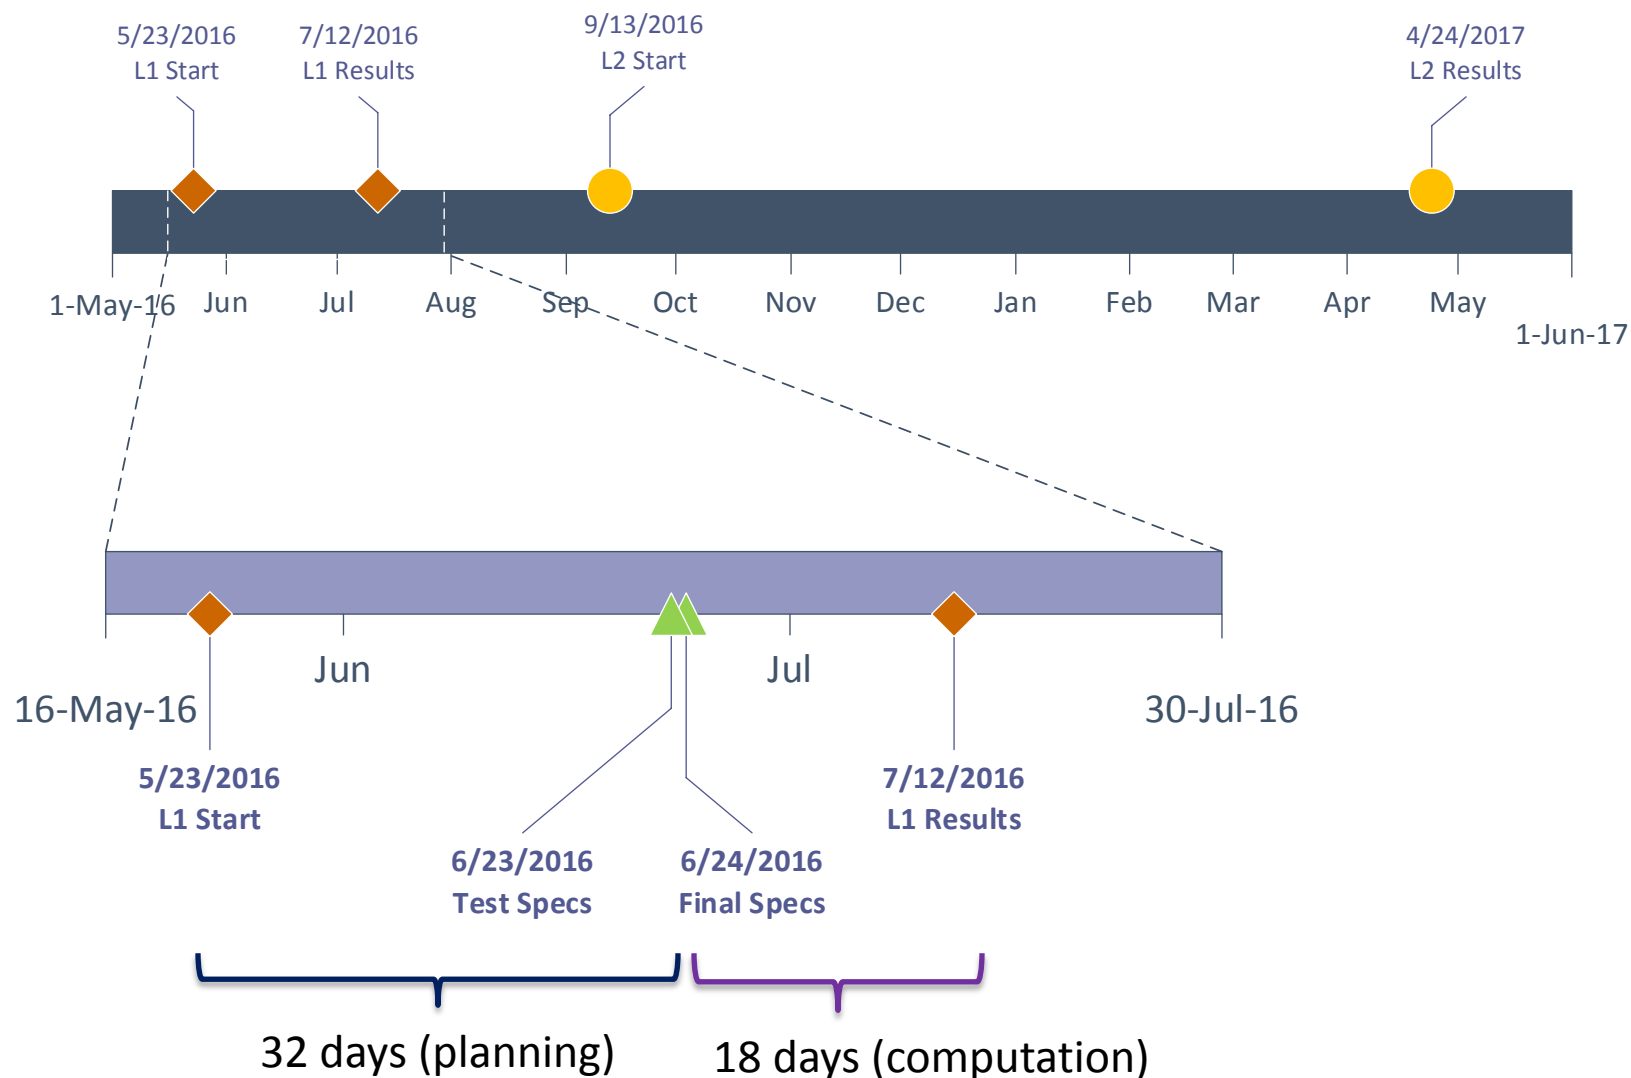 5/23/2016
L1 Start
7/12/2016
L1 Results
9/13/2016
L2 Start
4/24/2017
L2 Results
1-May-16
Jun
Jul
Aug
Sep
Oct
Nov
Dec
Jan
Feb
Mar
Apr
May
1-Jun-17
Jun
Jul
16-May-16
30-Jul-16
5/23/2016
L1 Start
7/12/2016
L1 Results
6/23/2016
Test Specs
6/24/2016
Final Specs
32 days (planning)
18 days (computation)